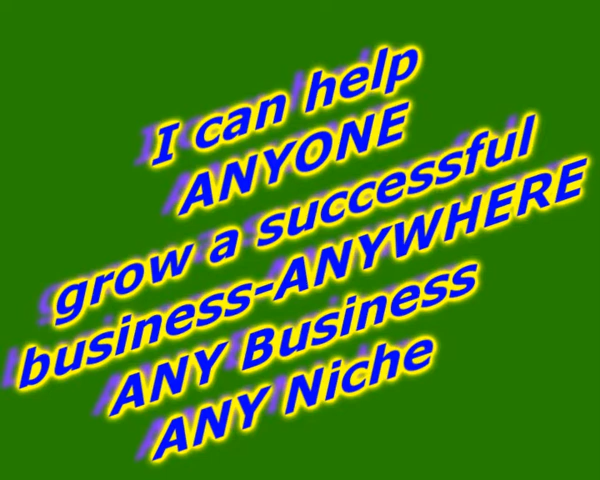 I can help
ANYONE
grow a successful
business-ANYWHERE
ANY Business
ANY Niche